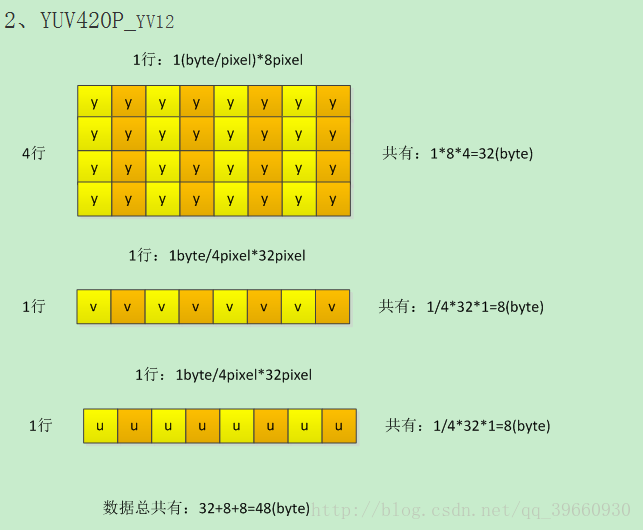 2、YUV420P_YV12
1行：1(byte/pixel)*8pixel
y y y y y y y y
4行
y y y y y y y y
共有：1*8*4=32(byte)
y y y y y y y y
y y y y y y y y
1行：1byte/4pixel*32pixel
1行 v v v v v v v v 共有：1/4*32*1=8(byte)
1行：1byte/4pixel*32pixel
1行 u u u u u u u u 共有：1/4*32*1=8(byte)
数据总共有：32+8+8=48(byte)
http://blog.csdn.net/qq_39660930